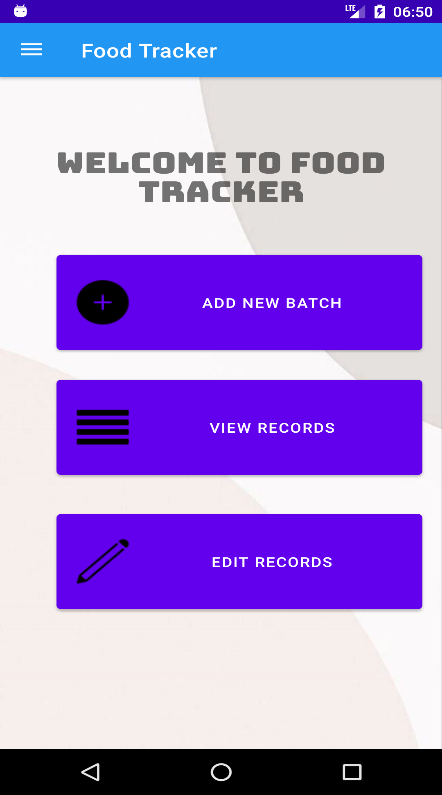 LTE 06:50
Food Tracker
WELCOME TO FOOD
TRACKER
ADD NEW BATCH
VIEW RECORDS
EDIT RECORDS